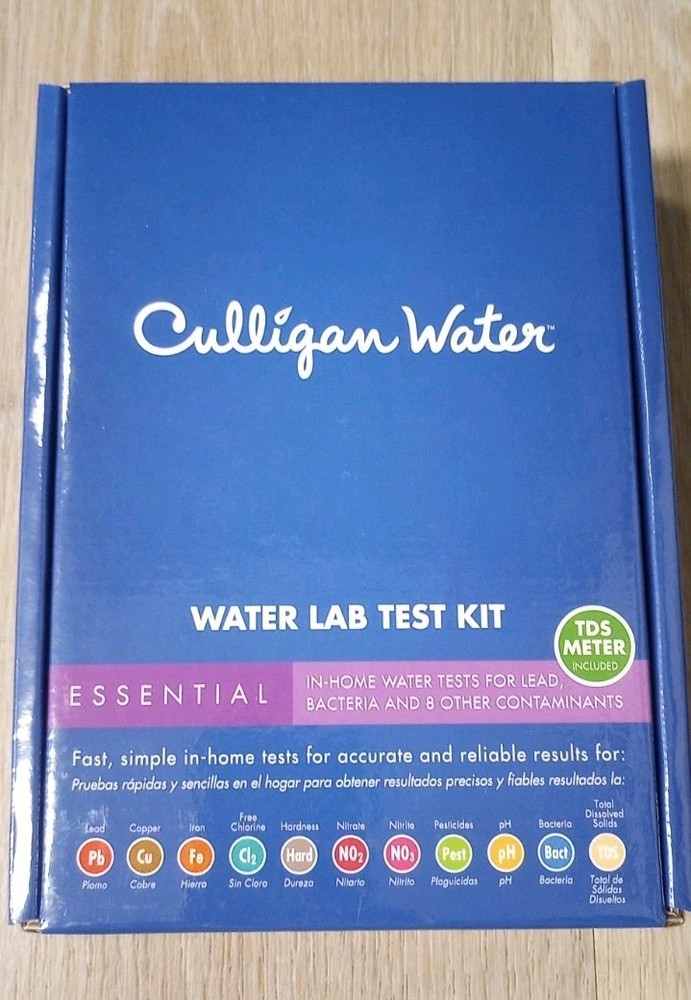 Culligan Water™
WATER LAB TEST KIT
TDS
METER
INCLUDED
ESSENTIAL
IN-HOME WATER TESTS FOR LEAD,
BACTERIA AND 8 OTHER CONTAMINANTS
Fast, simple in-home tests for accurate and reliable results for:
Pruebas rápidas y sencillas en el hogar para obtener resultados precisos y fiables resultados la:
Lead
Pb
Plomo
Copper
Cu
Cobre
Iron
Fe
Hierro
Free
Chlorine
Cl₂
Sin Cloro
Hardness
Hard
Dureza
Nitrate
NO₂
Nitarto
Nitrite
NO₃
Nitrito
Pesticides
Pest
Plaguicidas
pH
pH
pH
Bacteria
Bact
Bacteria
Total
Dissolved
Solids
TDS
Total de
Sólidas
Disueltos